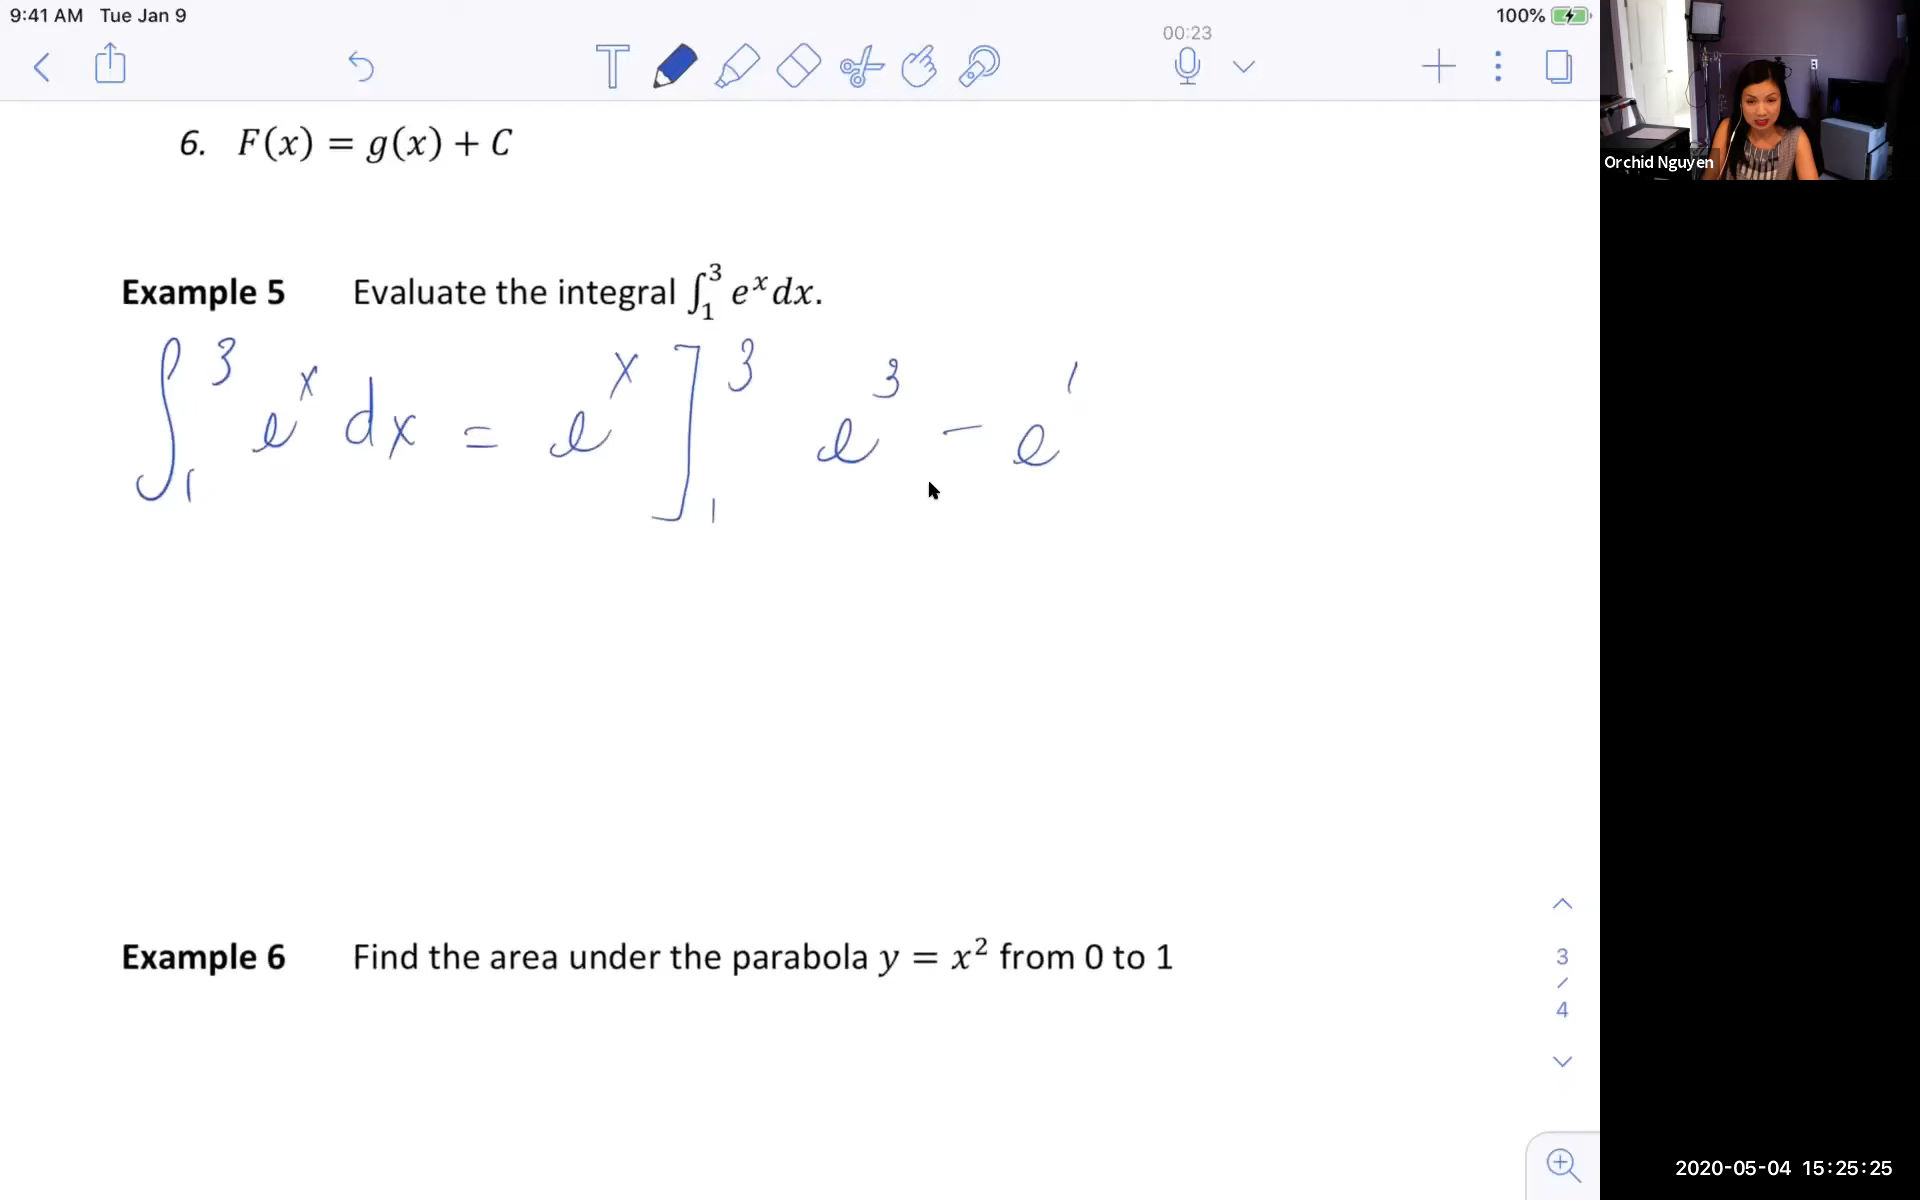 9:41 AM Tue Jan 9
100%
00:23
T
Orchid Nguyen
6. F(x) = g(x) + C
Example 5 Evaluate the integral ∫₁³ eˣ dx.
∫₁³ eˣ dx = eˣ ]₁³ e³ − e¹
Example 6 Find the area under the parabola y = x² from 0 to 1
3
/
4
2020-05-04 15:25:25